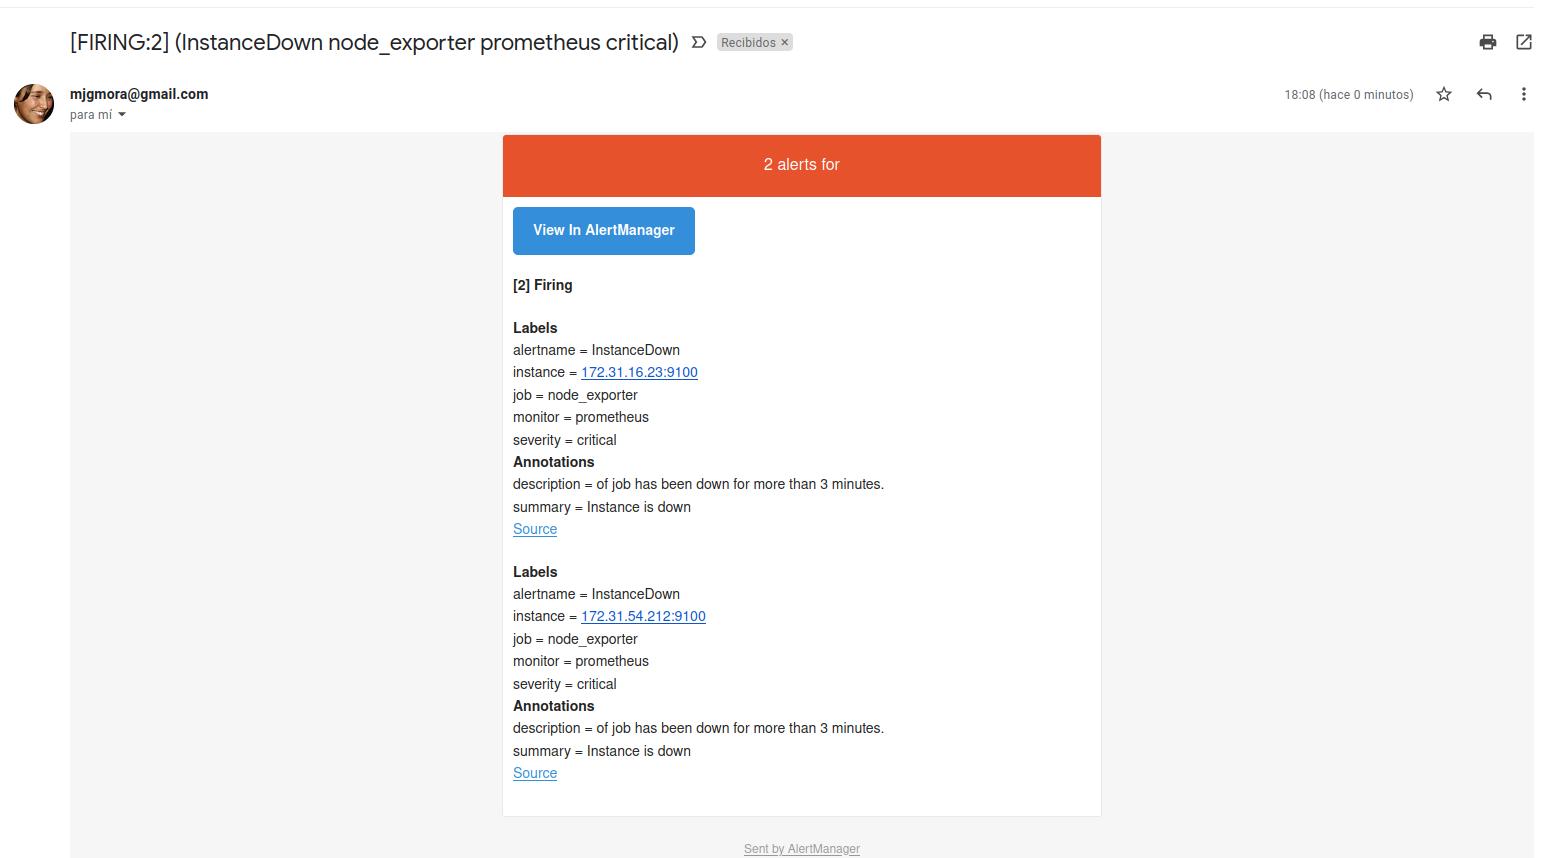 [FIRING:2] (InstanceDown node_exporter prometheus critical) Recibidos ×
mjgmora@gmail.com 18:08 (hace 0 minutos)
para mí
2 alerts for
View In AlertManager
[2] Firing
Labels
alertname = InstanceDown
instance = 172.31.16.23:9100
job = node_exporter
monitor = prometheus
severity = critical
Annotations
description = of job has been down for more than 3 minutes.
summary = Instance is down
Source
Labels
alertname = InstanceDown
instance = 172.31.54.212:9100
job = node_exporter
monitor = prometheus
severity = critical
Annotations
description = of job has been down for more than 3 minutes.
summary = Instance is down
Source
Sent by AlertManager